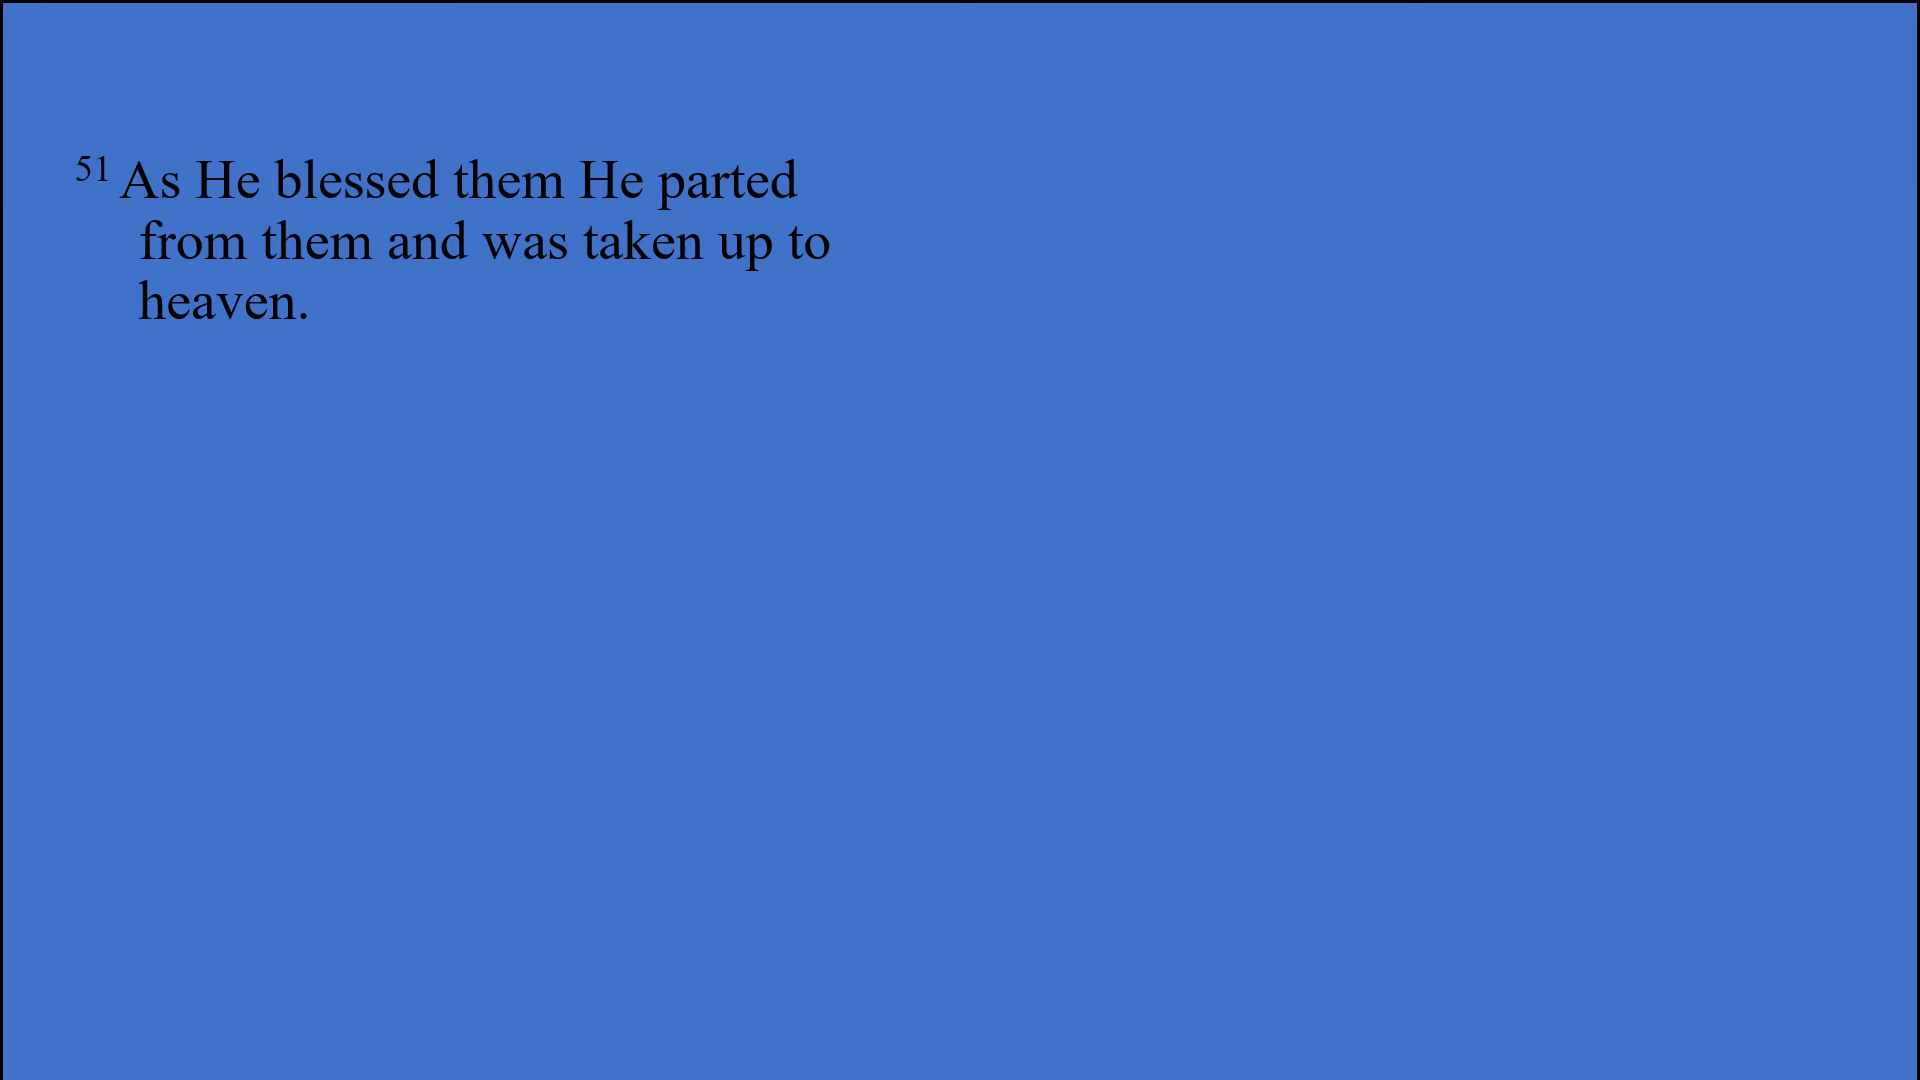 51 As He blessed them He parted
from them and was taken up to
heaven.